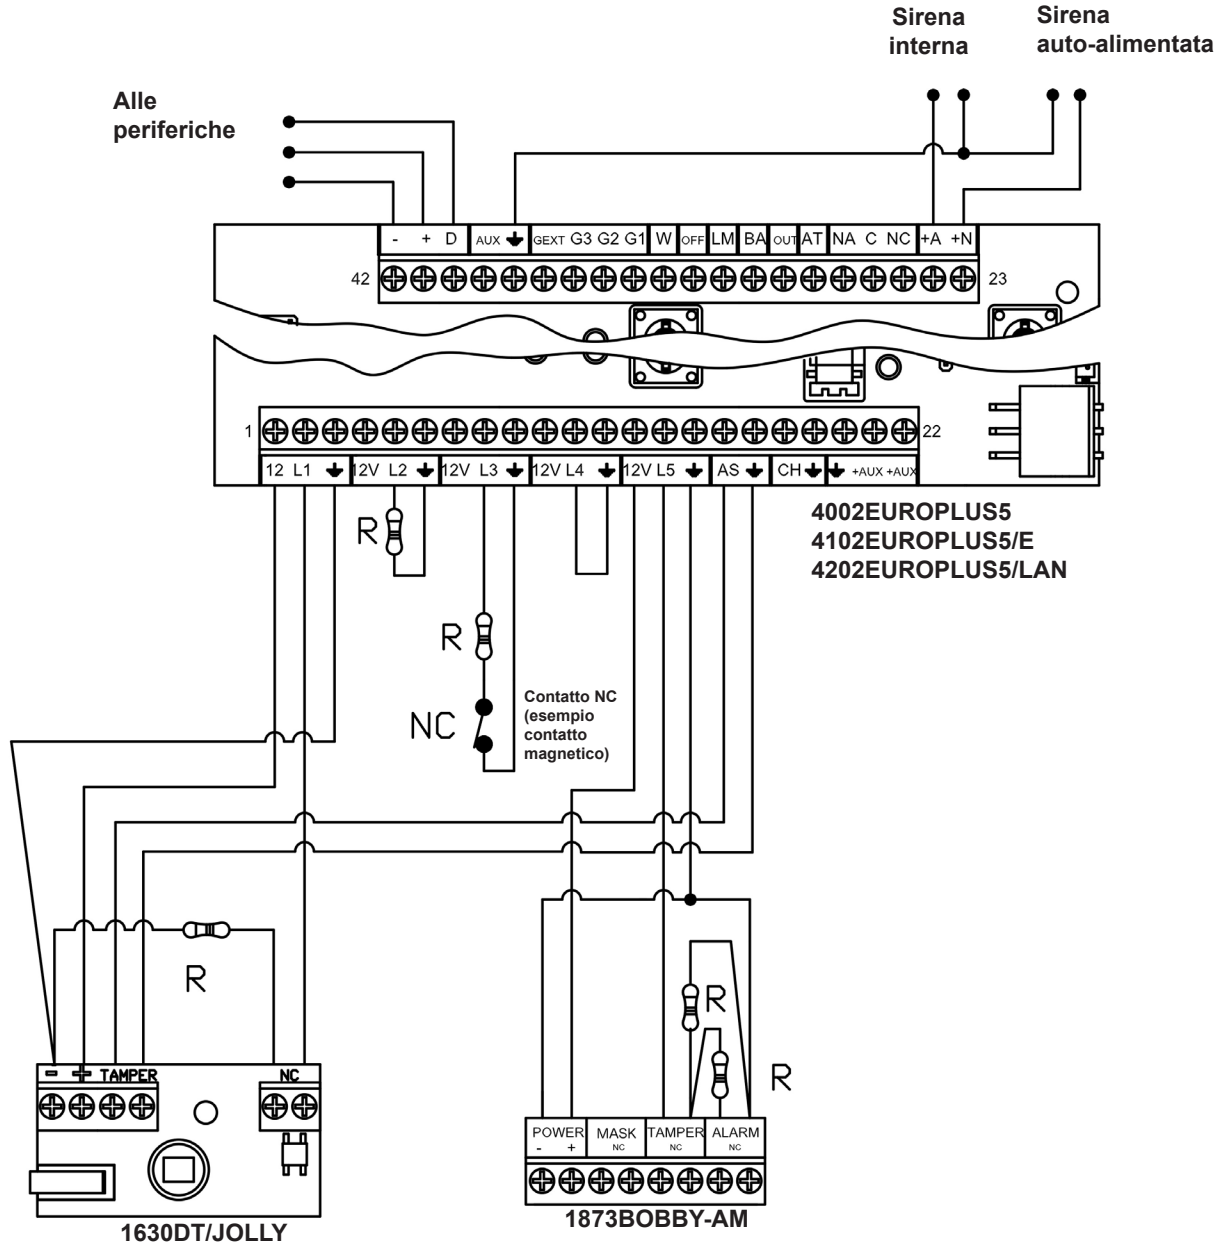 Sirena
interna
Sirena
auto-alimentata
Alle
periferiche
- + D AUX GEXT G3 G2 G1 W OFF LM BA OUT AT NA C NC +A +N
42
23
1
22
12 L1 12V L2 12V L3 12V L4 12V L5 AS CH +AUX +AUX
4002EUROPLUS5
4102EUROPLUS5/E
4202EUROPLUS5/LAN
R
R
NC
Contatto NC
(esempio
contatto
magnetico)
R
R
R
- + TAMPER NC
POWER MASK TAMPER ALARM
- + NC NC NC
1630DT/JOLLY
1873BOBBY-AM